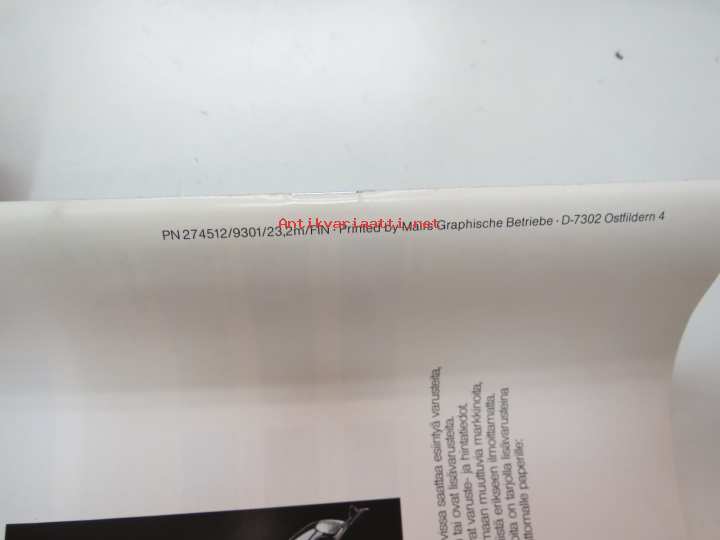 PN 274512/9301/23,2m/FIN · Printed by Mairs Graphische Betriebe · D-7302 Ostfildern 4
Antikvariaatti.net
vissa saattaa esiintyä varusteita,
tai ovat lisävarusteita.
at varuste- ja hintatiedot
maan muuttuvia markkinoita,
istä erikseen ilmoittamatta.
oita on tarjolla lisävarusteina
ttomalle paperille: